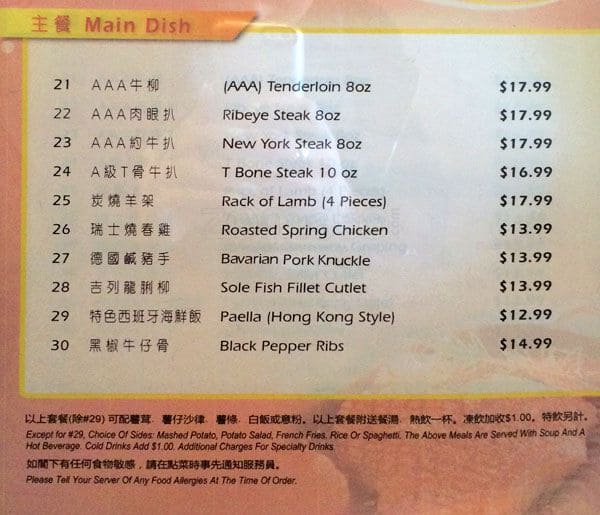 主餐 Main Dish
21 AAA牛柳 (AAA) Tenderloin 8oz $17.99
22 AAA肉眼扒 Ribeye Steak 8oz $17.99
23 AAA紐約牛扒 New York Steak 8oz $17.99
24 A級T骨牛扒 T Bone Steak 10 oz $16.99
25 炭燒羊架 Rack of Lamb (4 Pieces) $17.99
26 瑞士燒春雞 Roasted Spring Chicken $13.99
27 德國鹹豬手 Bavarian Pork Knuckle $13.99
28 吉列龍脷柳 Sole Fish Fillet Cutlet $13.99
29 特色西班牙海鮮飯 Paella (Hong Kong Style) $12.99
30 黑椒牛仔骨 Black Pepper Ribs $14.99
以上套餐(除#29) 可配薯茸、薯仔沙律、薯條、白飯或意粉。以上套餐附送餐湯、熱飲一杯。凍飲加收$1.00。特飲另計。
Except for #29, Choice Of Sides: Mashed Potato, Potato Salad, French Fries, Rice Or Spaghetti. The Above Meals Are Served With Soup And A
Hot Beverage. Cold Drinks Add $1.00. Additional Charges For Specialty Drinks.
如閣下有任何食物敏感，請在點菜時事先通知服務員。
Please Tell Your Server Of Any Food Allergies At The Time Of Order.